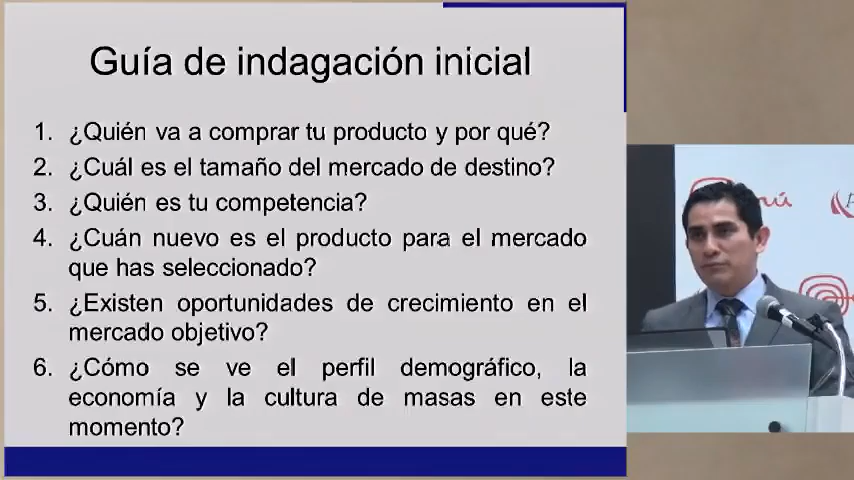 Guía de indagación inicial
1. ¿Quién va a comprar tu producto y por qué?
2. ¿Cuál es el tamaño del mercado de destino?
3. ¿Quién es tu competencia?
4. ¿Cuán nuevo es el producto para el mercado
que has seleccionado?
5. ¿Existen oportunidades de crecimiento en el
mercado objetivo?
6. ¿Cómo se ve el perfil demográfico, la
economía y la cultura de masas en este
momento?